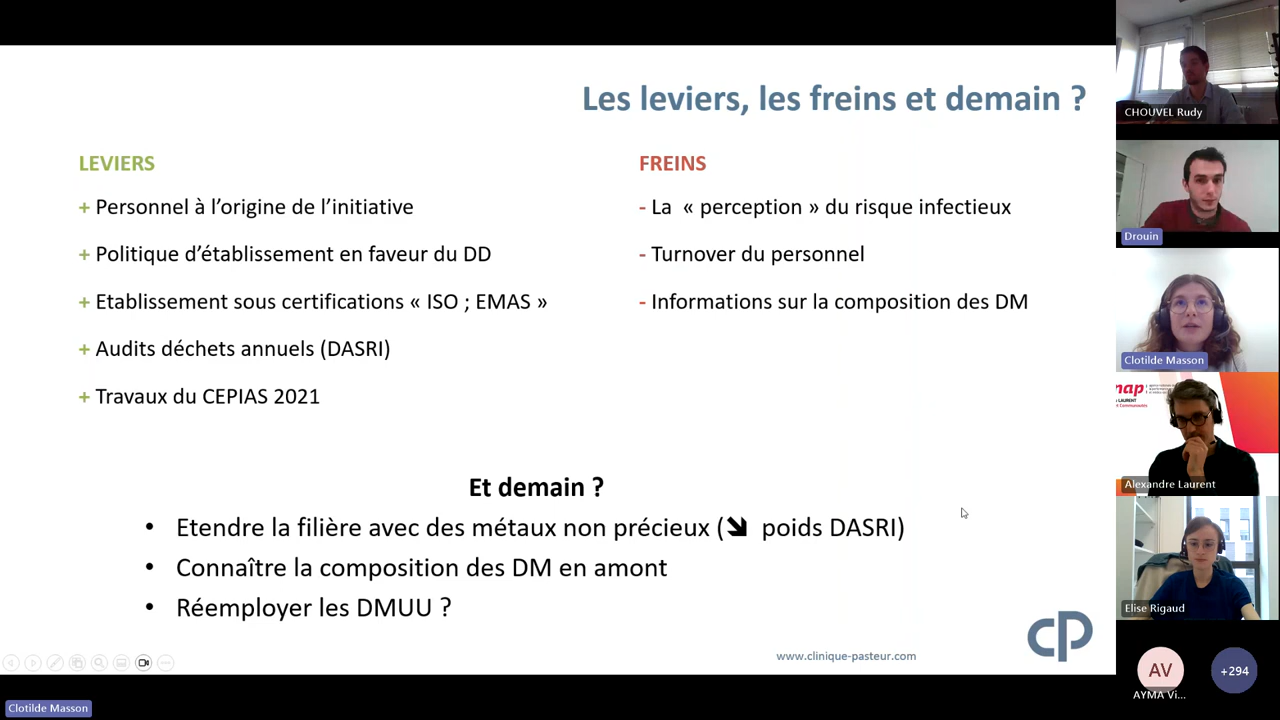 Les leviers, les freins et demain ?
LEVIERS
+ Personnel à l’origine de l’initiative
+ Politique d’établissement en faveur du DD
+ Etablissement sous certifications « ISO ; EMAS »
+ Audits déchets annuels (DASRI)
+ Travaux du CEPIAS 2021
FREINS
- La « perception » du risque infectieux
- Turnover du personnel
- Informations sur la composition des DM
Et demain ?
• Etendre la filière avec des métaux non précieux (↘ poids DASRI)
• Connaître la composition des DM en amont
• Réemployer les DMUU ?
cP
www.clinique-pasteur.com
Clotilde Masson
CHOUVEL Rudy
Drouin
Clotilde Masson
nap
LAURENT
Alexandre Laurent
Elise Rigaud
AV
AYMA Vi...
+294